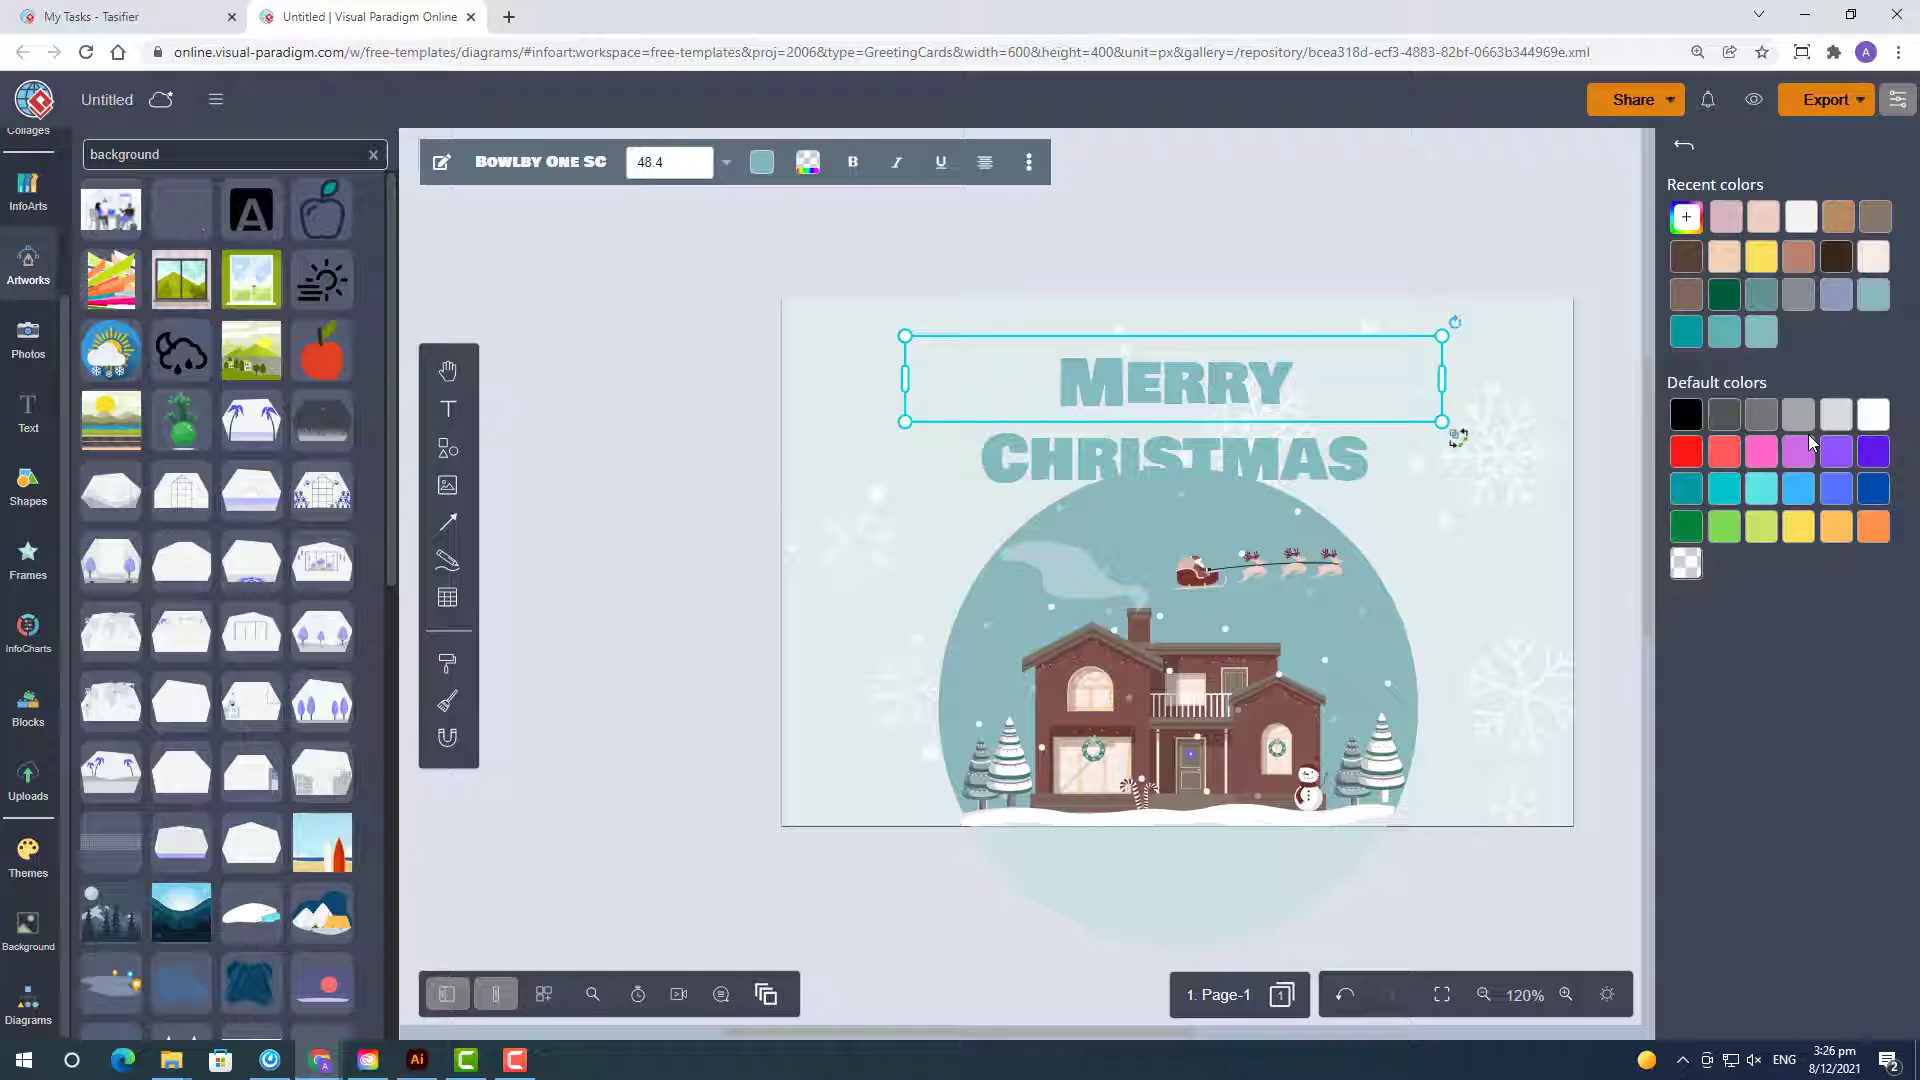 My Tasks - Tasifier
Untitled | Visual Paradigm Online
online.visual-paradigm.com/w/free-templates/diagrams/#infoart:workspace=free-templates&proj=2006&type=GreetingCards&width=600&height=400&unit=px&gallery=/repository/bcea318d-ecf3-4883-82bf-0663b344969e.xml
A
Untitled
Share
Export
Collages
InfoArts
Artworks
Photos
Text
Shapes
Frames
InfoCharts
Blocks
Uploads
Themes
Background
Diagrams
background
A
Bowlby One SC
48.4
B
I
U
Merry
Christmas
Recent colors
Default colors
1. Page-1
1
120%
Ai
ENG
3:26 pm
8/12/2021
2